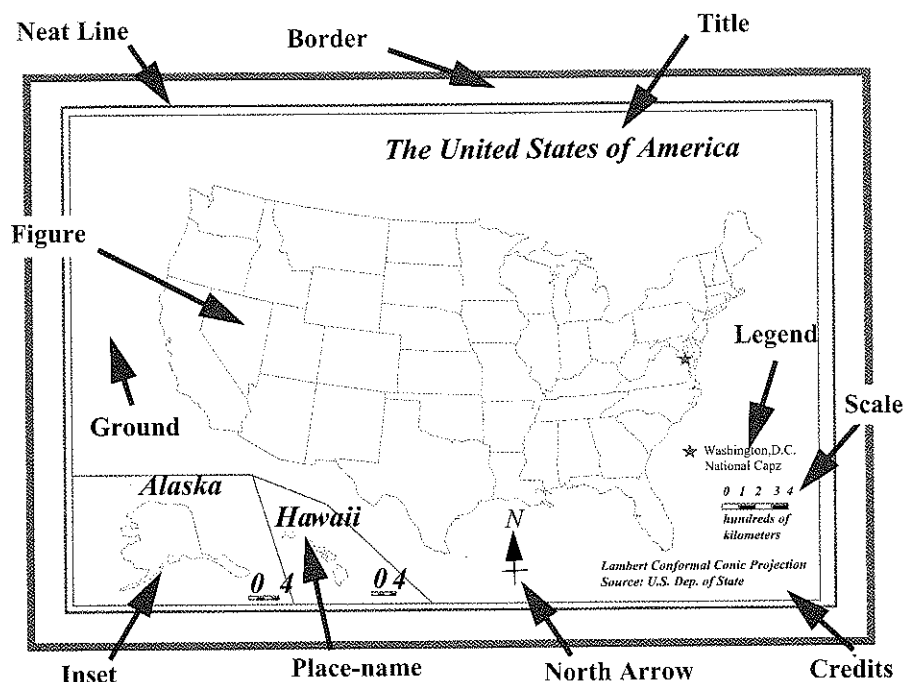 Neat Line
Border
Title
The United States of America
Figure
Legend
Ground
Scale
Washington,D.C.
National Capz
0 1 2 3 4
hundreds of
kilometers
Alaska
Hawaii
N
0 4
0 4
Lambert Conformal Conic Projection
Source: U.S. Dep. of State
Inset
Place-name
North Arrow
Credits